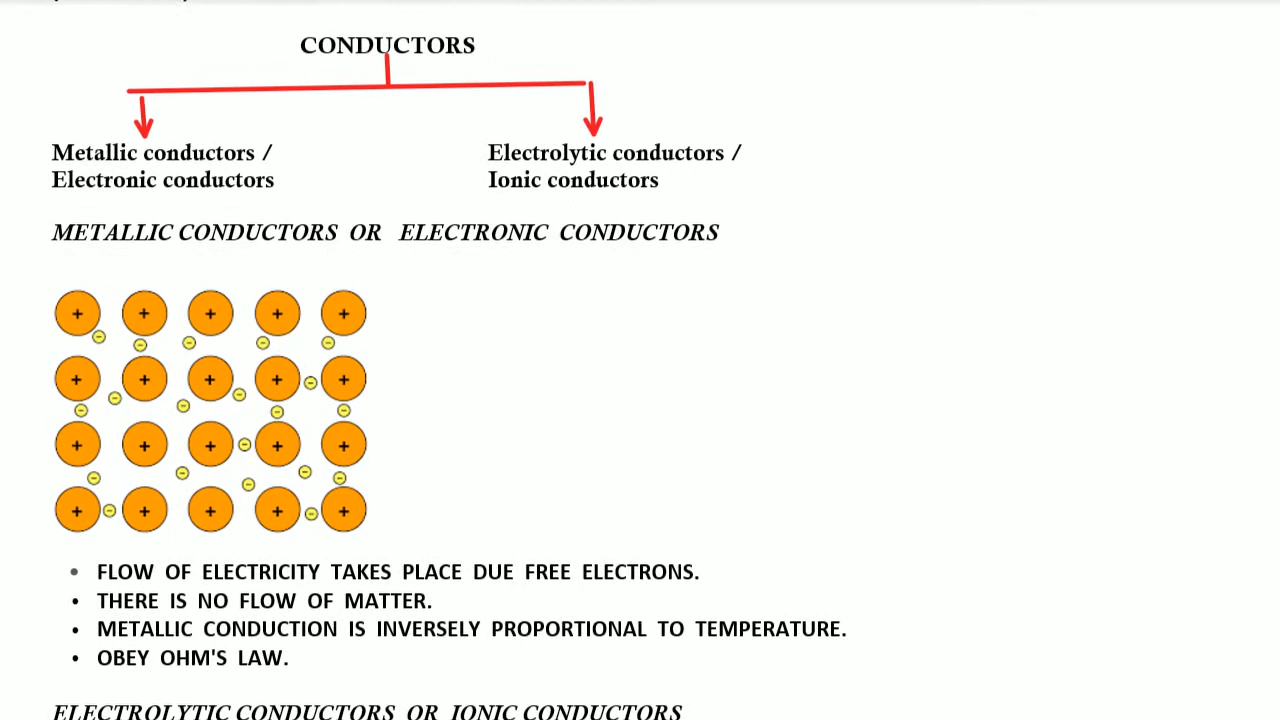 CONDUCTORS
Metallic conductors /
Electronic conductors
Electrolytic conductors /
Ionic conductors
METALLIC CONDUCTORS OR ELECTRONIC CONDUCTORS
+ + + + +
− − − − −
+ + + + +
− − − − − − − −
+ + + + +
− − − − − −
+ + + + +
− −
• FLOW OF ELECTRICITY TAKES PLACE DUE FREE ELECTRONS.
• THERE IS NO FLOW OF MATTER.
• METALLIC CONDUCTION IS INVERSELY PROPORTIONAL TO TEMPERATURE.
• OBEY OHM'S LAW.
ELECTROLYTIC CONDUCTORS OR IONIC CONDUCTORS